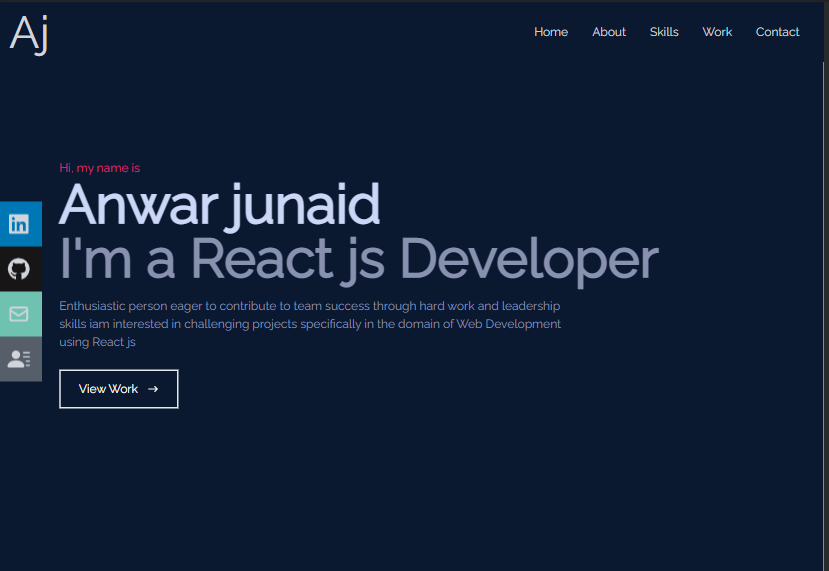 Aj
Home About Skills Work Contact
Hi, my name is
Anwar junaid
I'm a React js Developer
in
Enthusiastic person eager to contribute to team success through hard work and leadership
skills iam interested in challenging projects specifically in the domain of Web Development
using React js
View Work →